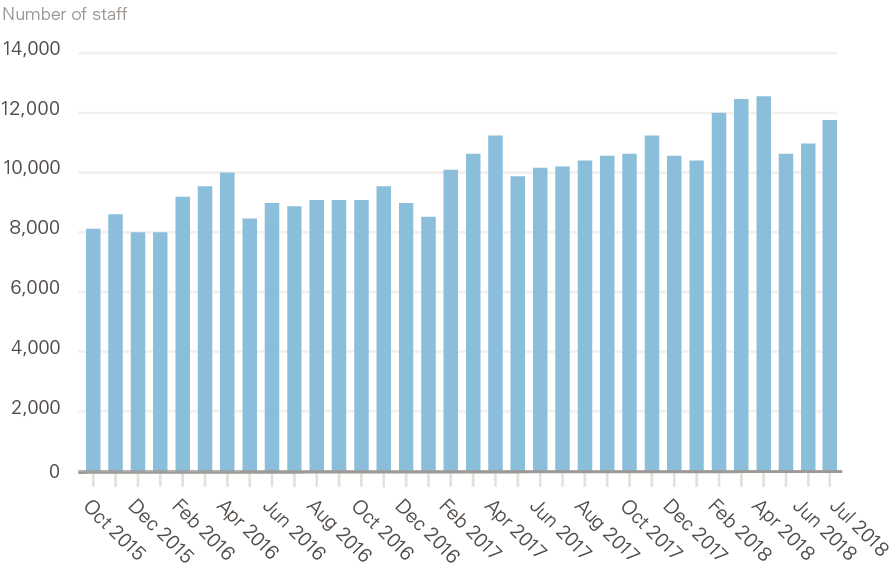 Number of staff
14,000
12,000
10,000
8,000
6,000
4,000
2,000
0
Oct 2015
Dec 2015
Feb 2016
Apr 2016
Jun 2016
Aug 2016
Oct 2016
Dec 2016
Feb 2017
Apr 2017
Jun 2017
Aug 2017
Oct 2017
Dec 2017
Feb 2018
Apr 2018
Jun 2018
Jul 2018